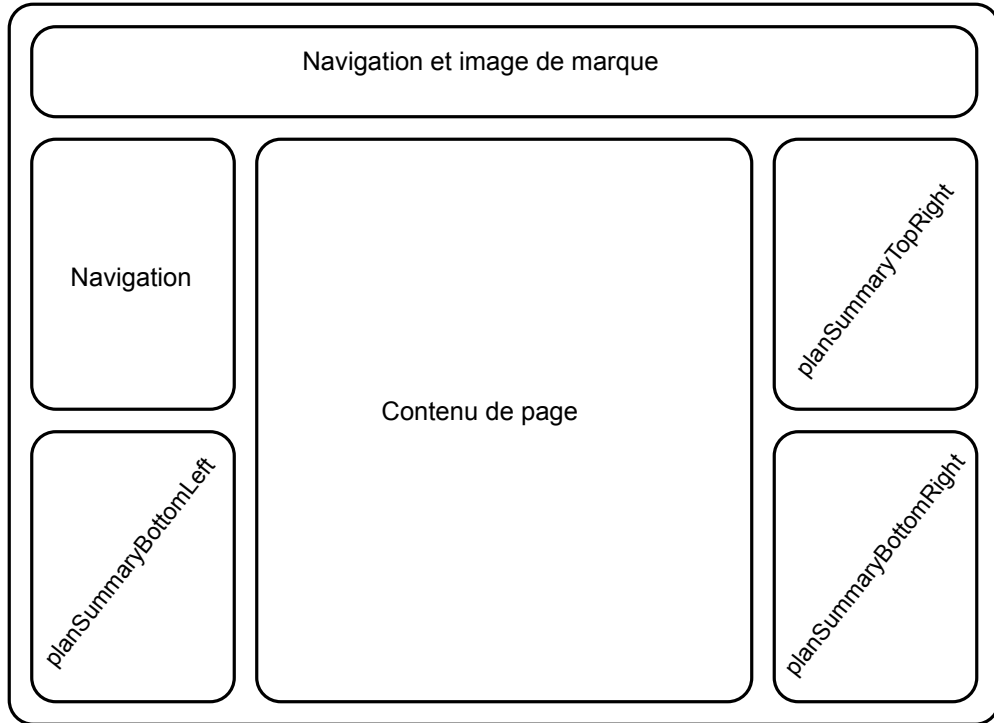 Navigation et image de marque
Navigation
planSummaryTopRight
Contenu de page
planSummaryBottomLeft
planSummaryBottomRight